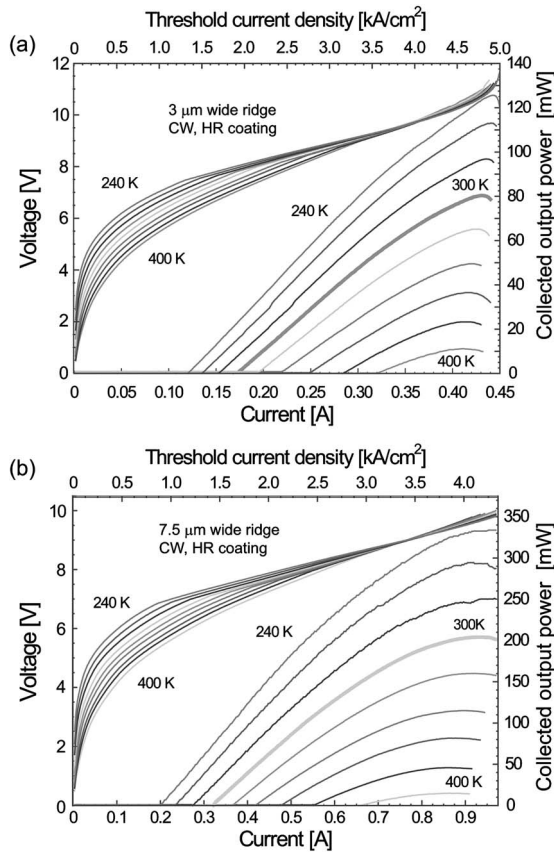 Threshold current density [kA/cm²]
(a)
0 0.5 1.0 1.5 2.0 2.5 3.0 3.5 4.0 4.5 5.0
12 140
3 µm wide ridge
CW, HR coating
10 120
100
8
240 K 240 K 300 K 80
6
60
400 K
4
40
2
20
400 K
0 0
0 0.05 0.10 0.15 0.20 0.25 0.30 0.35 0.40 0.45
Voltage [V]
Collected output power [mW]
Current [A]
Threshold current density [kA/cm²]
(b)
0 0.5 1.0 1.5 2.0 2.5 3.0 3.5 4.0
10 350
7.5 µm wide ridge
CW, HR coating
300
8
240 K 240 K 250
6
300K 200
400 K
4 150
100
2
400 K 50
0 0
0 0.1 0.2 0.3 0.4 0.5 0.6 0.7 0.8 0.9
Voltage [V]
Collected output power [mW]
Current [A]